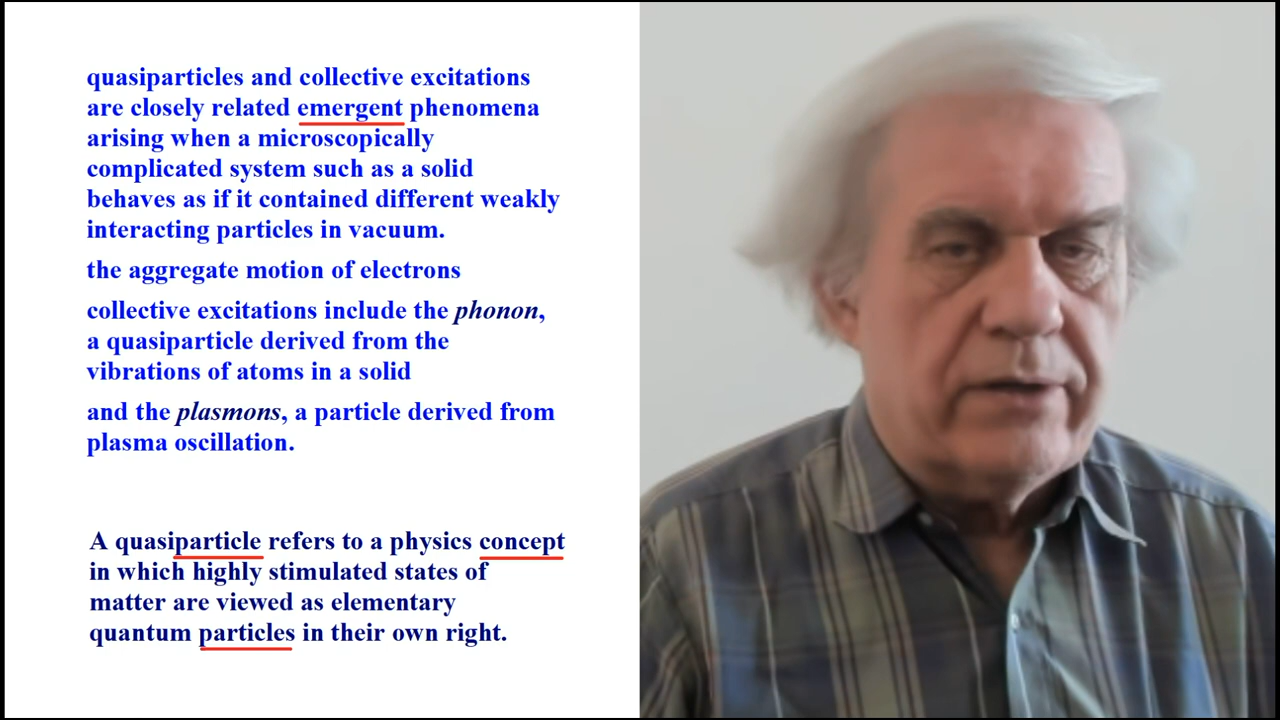 quasiparticles and collective excitations
are closely related emergent phenomena
arising when a microscopically
complicated system such as a solid
behaves as if it contained different weakly
interacting particles in vacuum.
the aggregate motion of electrons
collective excitations include the phonon,
a quasiparticle derived from the
vibrations of atoms in a solid
and the plasmons, a particle derived from
plasma oscillation.
A quasiparticle refers to a physics concept
in which highly stimulated states of
matter are viewed as elementary
quantum particles in their own right.